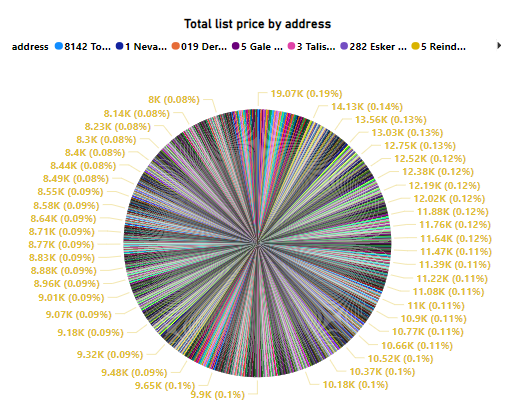 Total list price by address
address 8142 To... 1 Neva... 019 Der... 5 Gale ... 3 Talis... 282 Esker ... 5 Reind...
19.07K (0.19%)
14.13K (0.14%)
13.56K (0.13%)
13.03K (0.13%)
12.75K (0.13%)
12.52K (0.12%)
12.38K (0.12%)
12.19K (0.12%)
12.02K (0.12%)
11.88K (0.12%)
11.76K (0.12%)
11.64K (0.12%)
11.47K (0.11%)
11.39K (0.11%)
11.22K (0.11%)
11.08K (0.11%)
11K (0.11%)
10.9K (0.11%)
10.77K (0.11%)
10.66K (0.11%)
10.52K (0.1%)
10.37K (0.1%)
10.18K (0.1%)
9.9K (0.1%)
9.65K (0.1%)
9.48K (0.09%)
9.32K (0.09%)
9.18K (0.09%)
9.07K (0.09%)
9.01K (0.09%)
8.96K (0.09%)
8.88K (0.09%)
8.83K (0.09%)
8.77K (0.09%)
8.71K (0.09%)
8.64K (0.09%)
8.58K (0.09%)
8.55K (0.09%)
8.49K (0.08%)
8.44K (0.08%)
8.4K (0.08%)
8.3K (0.08%)
8.23K (0.08%)
8.14K (0.08%)
8K (0.08%)